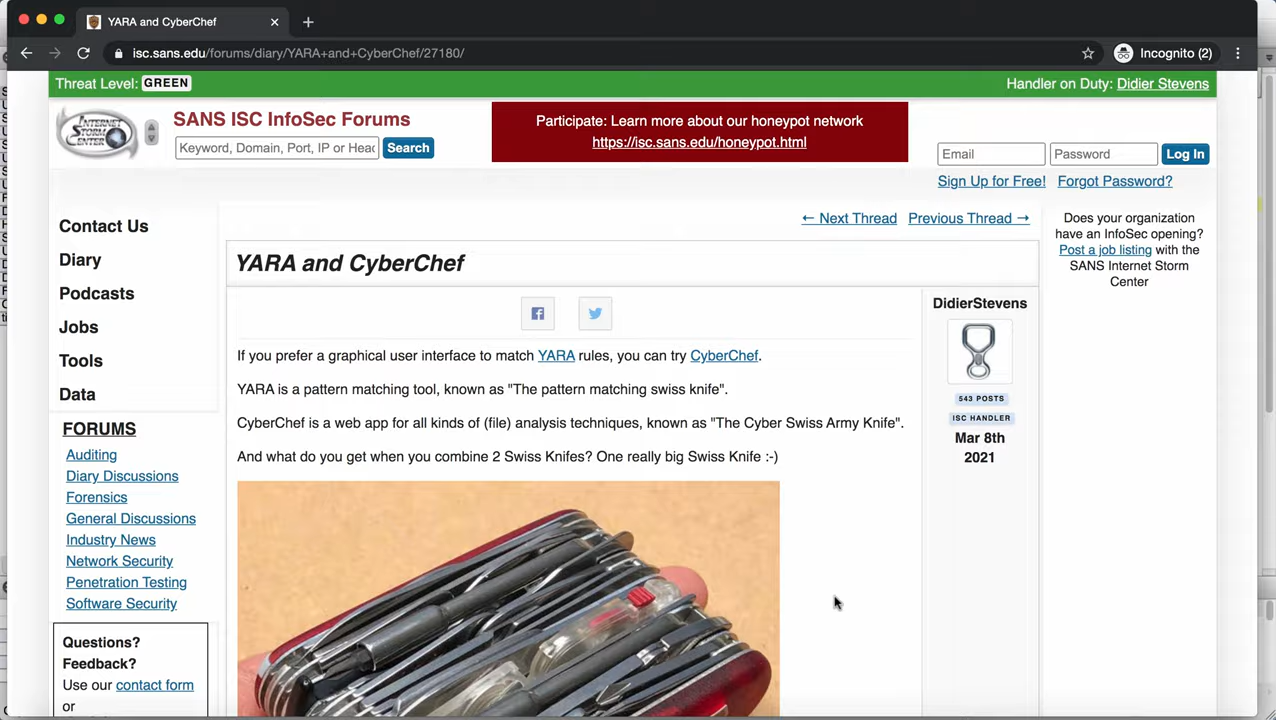 YARA and CyberChef
isc.sans.edu/forums/diary/YARA+and+CyberChef/27180/
Incognito (2)
Threat Level: GREEN
Handler on Duty: Didier Stevens
INTERNET
STORM
CENTER
SANS ISC InfoSec Forums
Keyword, Domain, Port, IP or Head
Search
Participate: Learn more about our honeypot network
https://isc.sans.edu/honeypot.html
Email
Password
Log In
Sign Up for Free!
Forgot Password?
Contact Us
Diary
Podcasts
Jobs
Tools
Data
FORUMS
Auditing
Diary Discussions
Forensics
General Discussions
Industry News
Network Security
Penetration Testing
Software Security
Questions?
Feedback?
Use our contact form
or
← Next Thread
Previous Thread →
YARA and CyberChef
If you prefer a graphical user interface to match YARA rules, you can try CyberChef.
YARA is a pattern matching tool, known as "The pattern matching swiss knife".
CyberChef is a web app for all kinds of (file) analysis techniques, known as "The Cyber Swiss Army Knife".
And what do you get when you combine 2 Swiss Knifes? One really big Swiss Knife :-)
DidierStevens
543 POSTS
ISC HANDLER
Mar 8th
2021
Does your organization
have an InfoSec opening?
Post a job listing with the
SANS Internet Storm
Center